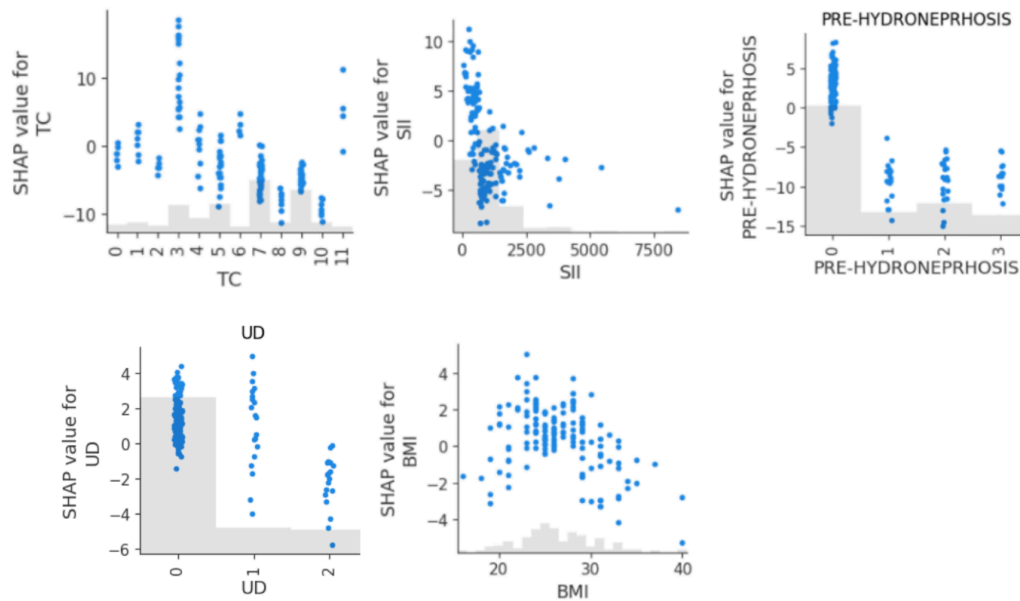 SHAP value for
TC
10
0
−10
0 1 2 3 4 5 6 7 8 9 10 11
TC
SHAP value for
SII
10
5
0
−5
0 2500 5000 7500
SII
PRE-HYDRONEPRHOSIS
SHAP value for
PRE-HYDRONEPRHOSIS
5
0
−5
−10
−15
0 1 2 3
PRE-HYDRONEPRHOSIS
UD
SHAP value for
UD
4
2
0
−2
−4
−6
0 1 2
UD
SHAP value for
BMI
4
2
0
−2
−4
20 30 40
BMI